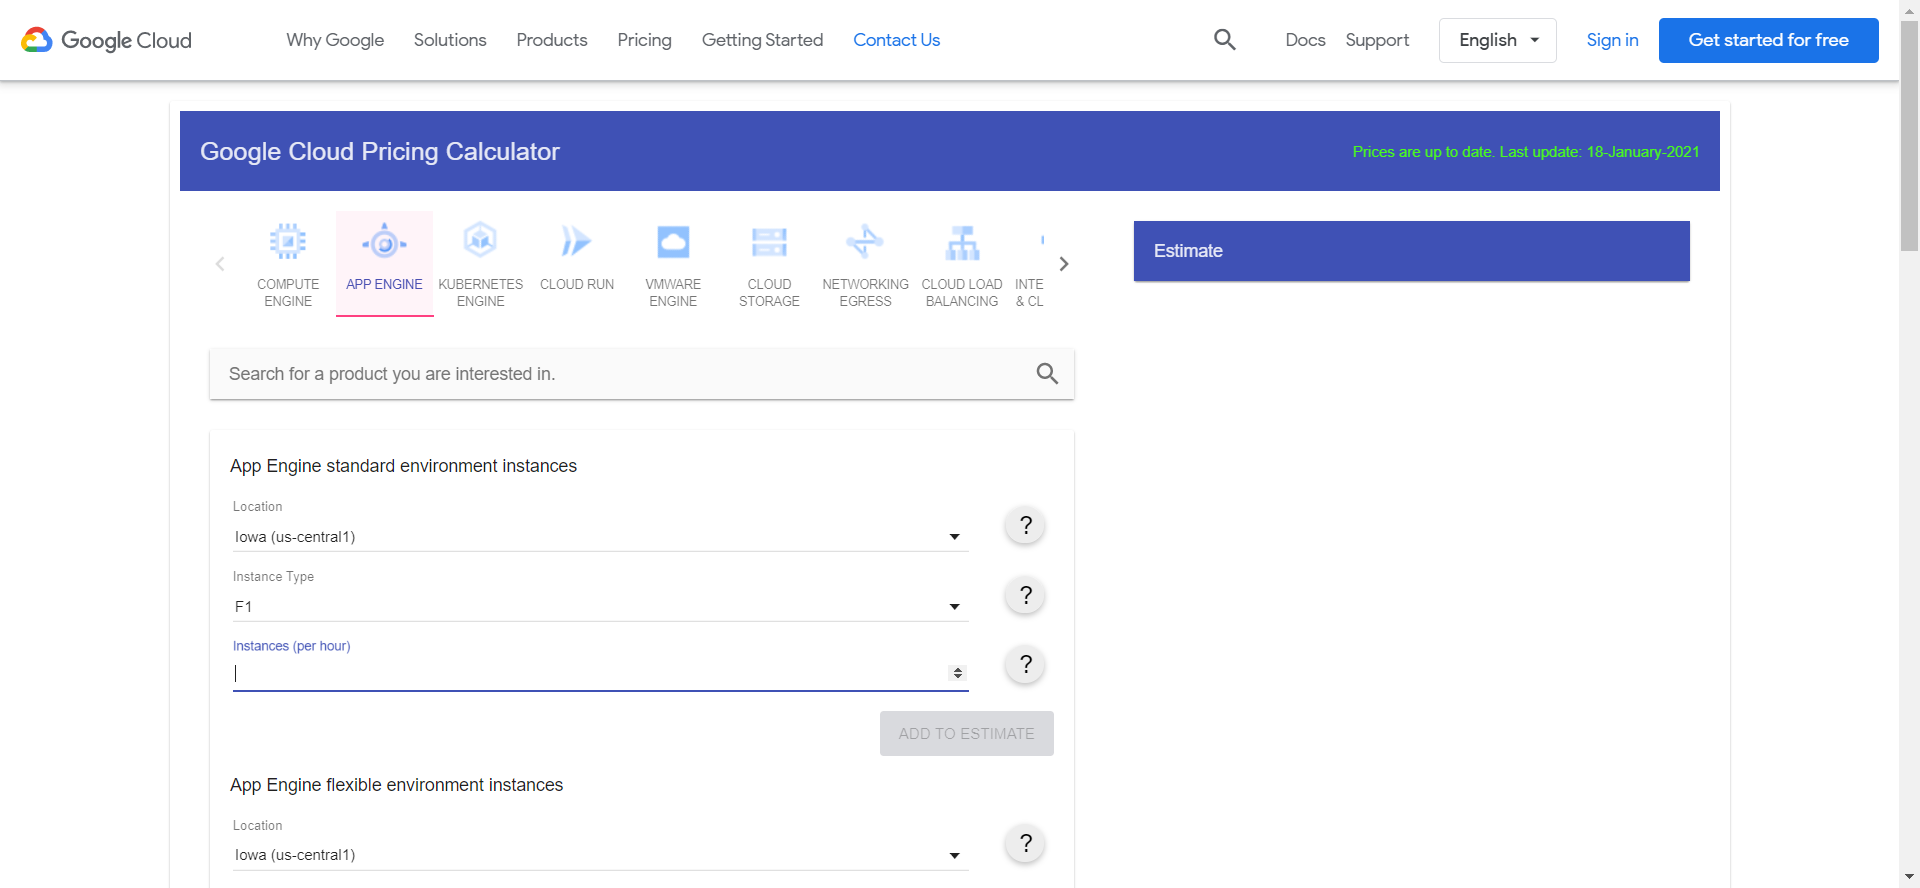 Google Cloud
Why Google
Solutions
Products
Pricing
Getting Started
Contact Us
Docs
Support
English
Sign in
Get started for free
Google Cloud Pricing Calculator
Prices are up to date. Last update: 18-January-2021
COMPUTE
ENGINE
APP ENGINE
KUBERNETES
ENGINE
CLOUD RUN
VMWARE
ENGINE
CLOUD
STORAGE
NETWORKING
EGRESS
CLOUD LOAD
BALANCING
INTE
& CL
Estimate
Search for a product you are interested in.
App Engine standard environment instances
Location
Iowa (us-central1)
?
Instance Type
F1
?
Instances (per hour)
?
ADD TO ESTIMATE
App Engine flexible environment instances
Location
Iowa (us-central1)
?